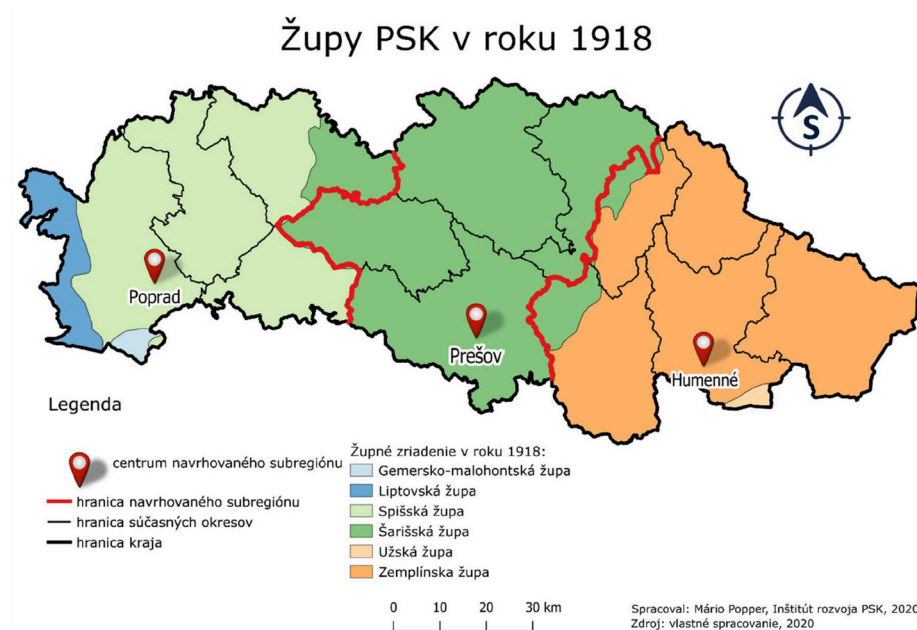 Župy PSK v roku 1918
S
Poprad
Prešov
Humenné
Legenda
centrum navrhovaného subregiónu
hranica navrhovaného subregiónu
hranica súčasných okresov
hranica kraja
Župné zriadenie v roku 1918:
Gemersko-malohontská župa
Liptovská župa
Spišská župa
Šarišská župa
Užská župa
Zemplínska župa
0 10 20 30 km
Spracoval: Mário Popper, Inštitút rozvoja PSK, 2020
Zdroj: vlastné spracovanie, 2020